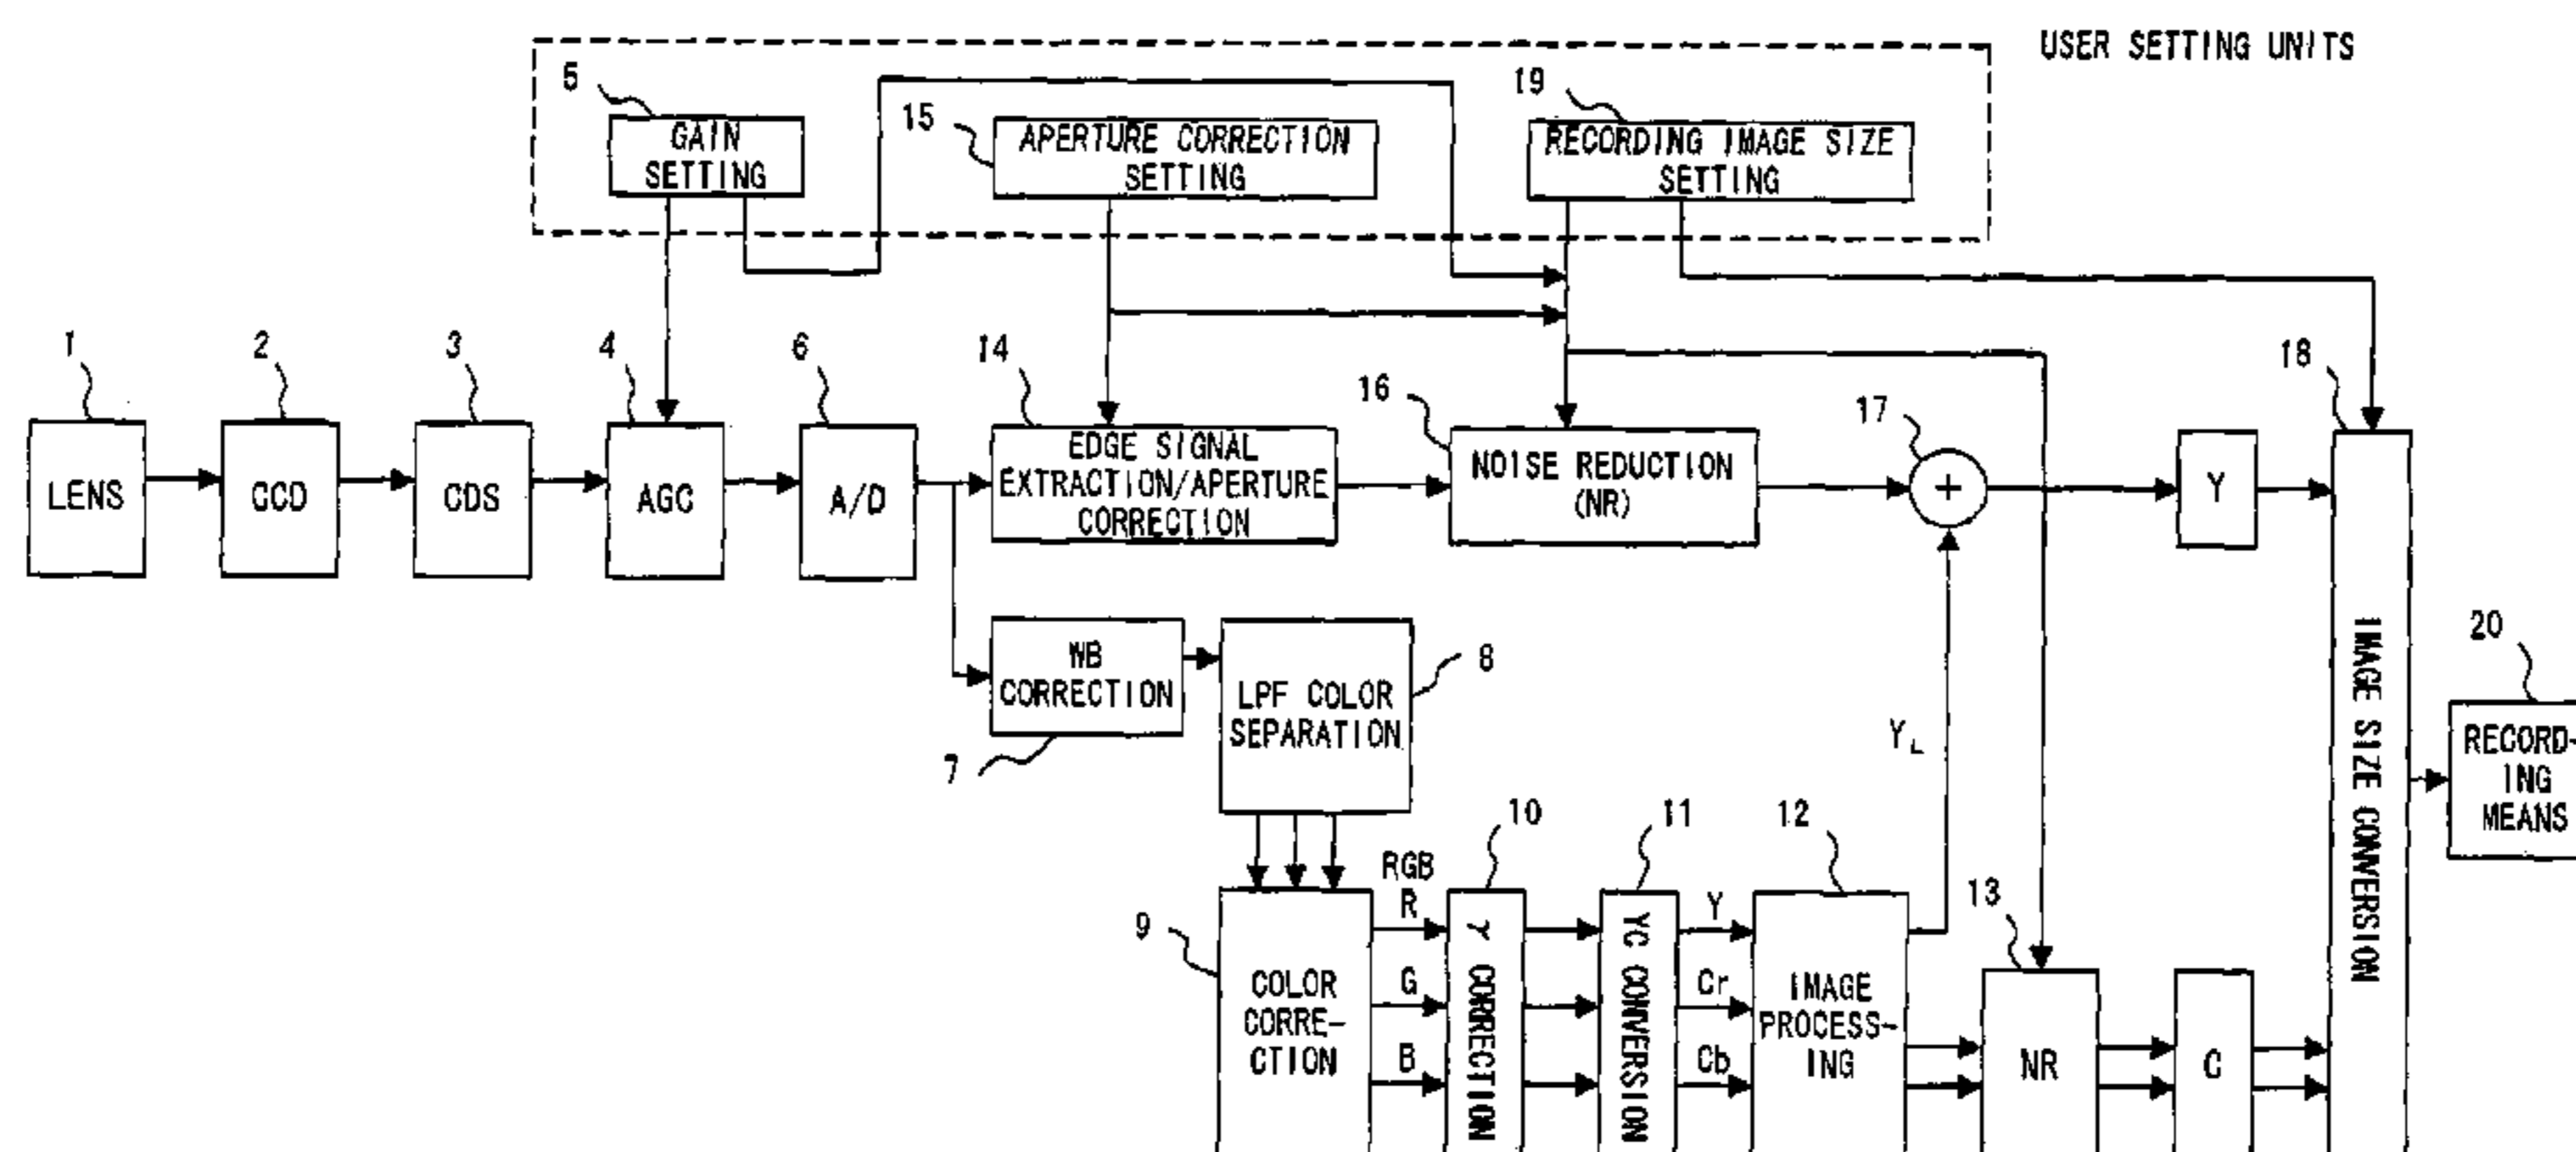 USER SETTING UNITS
5
15
19
GAIN
SETTING
APERTURE CORRECTION
SETTING
RECORDING IMAGE SIZE
SETTING
1
2
3
4
6
14
16
17
18
LENS
CCD
CDS
AGC
A/D
EDGE SIGNAL
EXTRACTION/APERTURE
CORRECTION
NOISE REDUCTION
(NR)
+
Y
IMAGE SIZE CONVERSION
WB
CORRECTION
7
LPF COLOR
SEPARATION
8
YL
20
RECORD-
ING
MEANS
9
COLOR
CORRE-
CTION
RGB
R
G
B
10
γ CORRECTION
11
YC CONVERSION
Y
Cr
Cb
12
IMAGE
PROCESS-
ING
13
NR
C